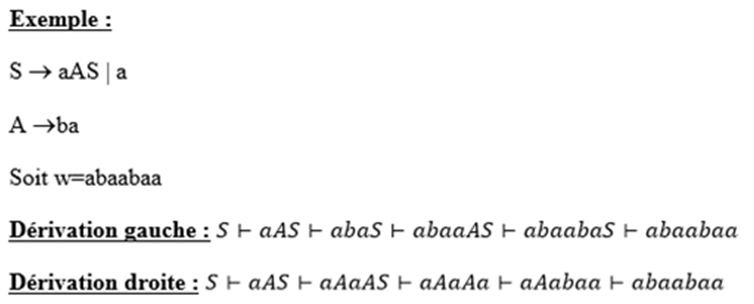 Exemple :
S → aAS | a
A →ba
Soit w=abaabaa
Dérivation gauche : S ⊢ aAS ⊢ abaS ⊢ abaaAS ⊢ abaabaS ⊢ abaabaa
Dérivation droite : S ⊢ aAS ⊢ aAaAS ⊢ aAaAa ⊢ aAabaa ⊢ abaabaa